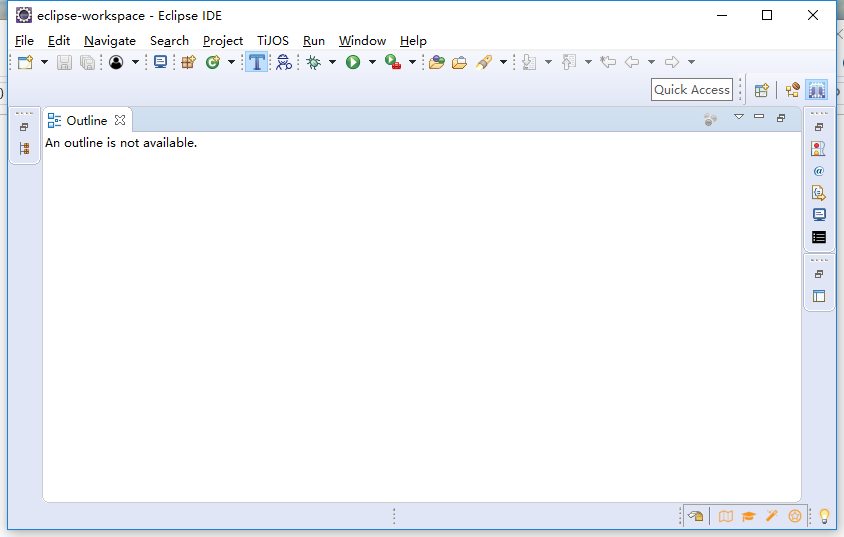 eclipse-workspace - Eclipse IDE
File Edit Navigate Search Project TiJOS Run Window Help
Quick Access
Outline
An outline is not available.